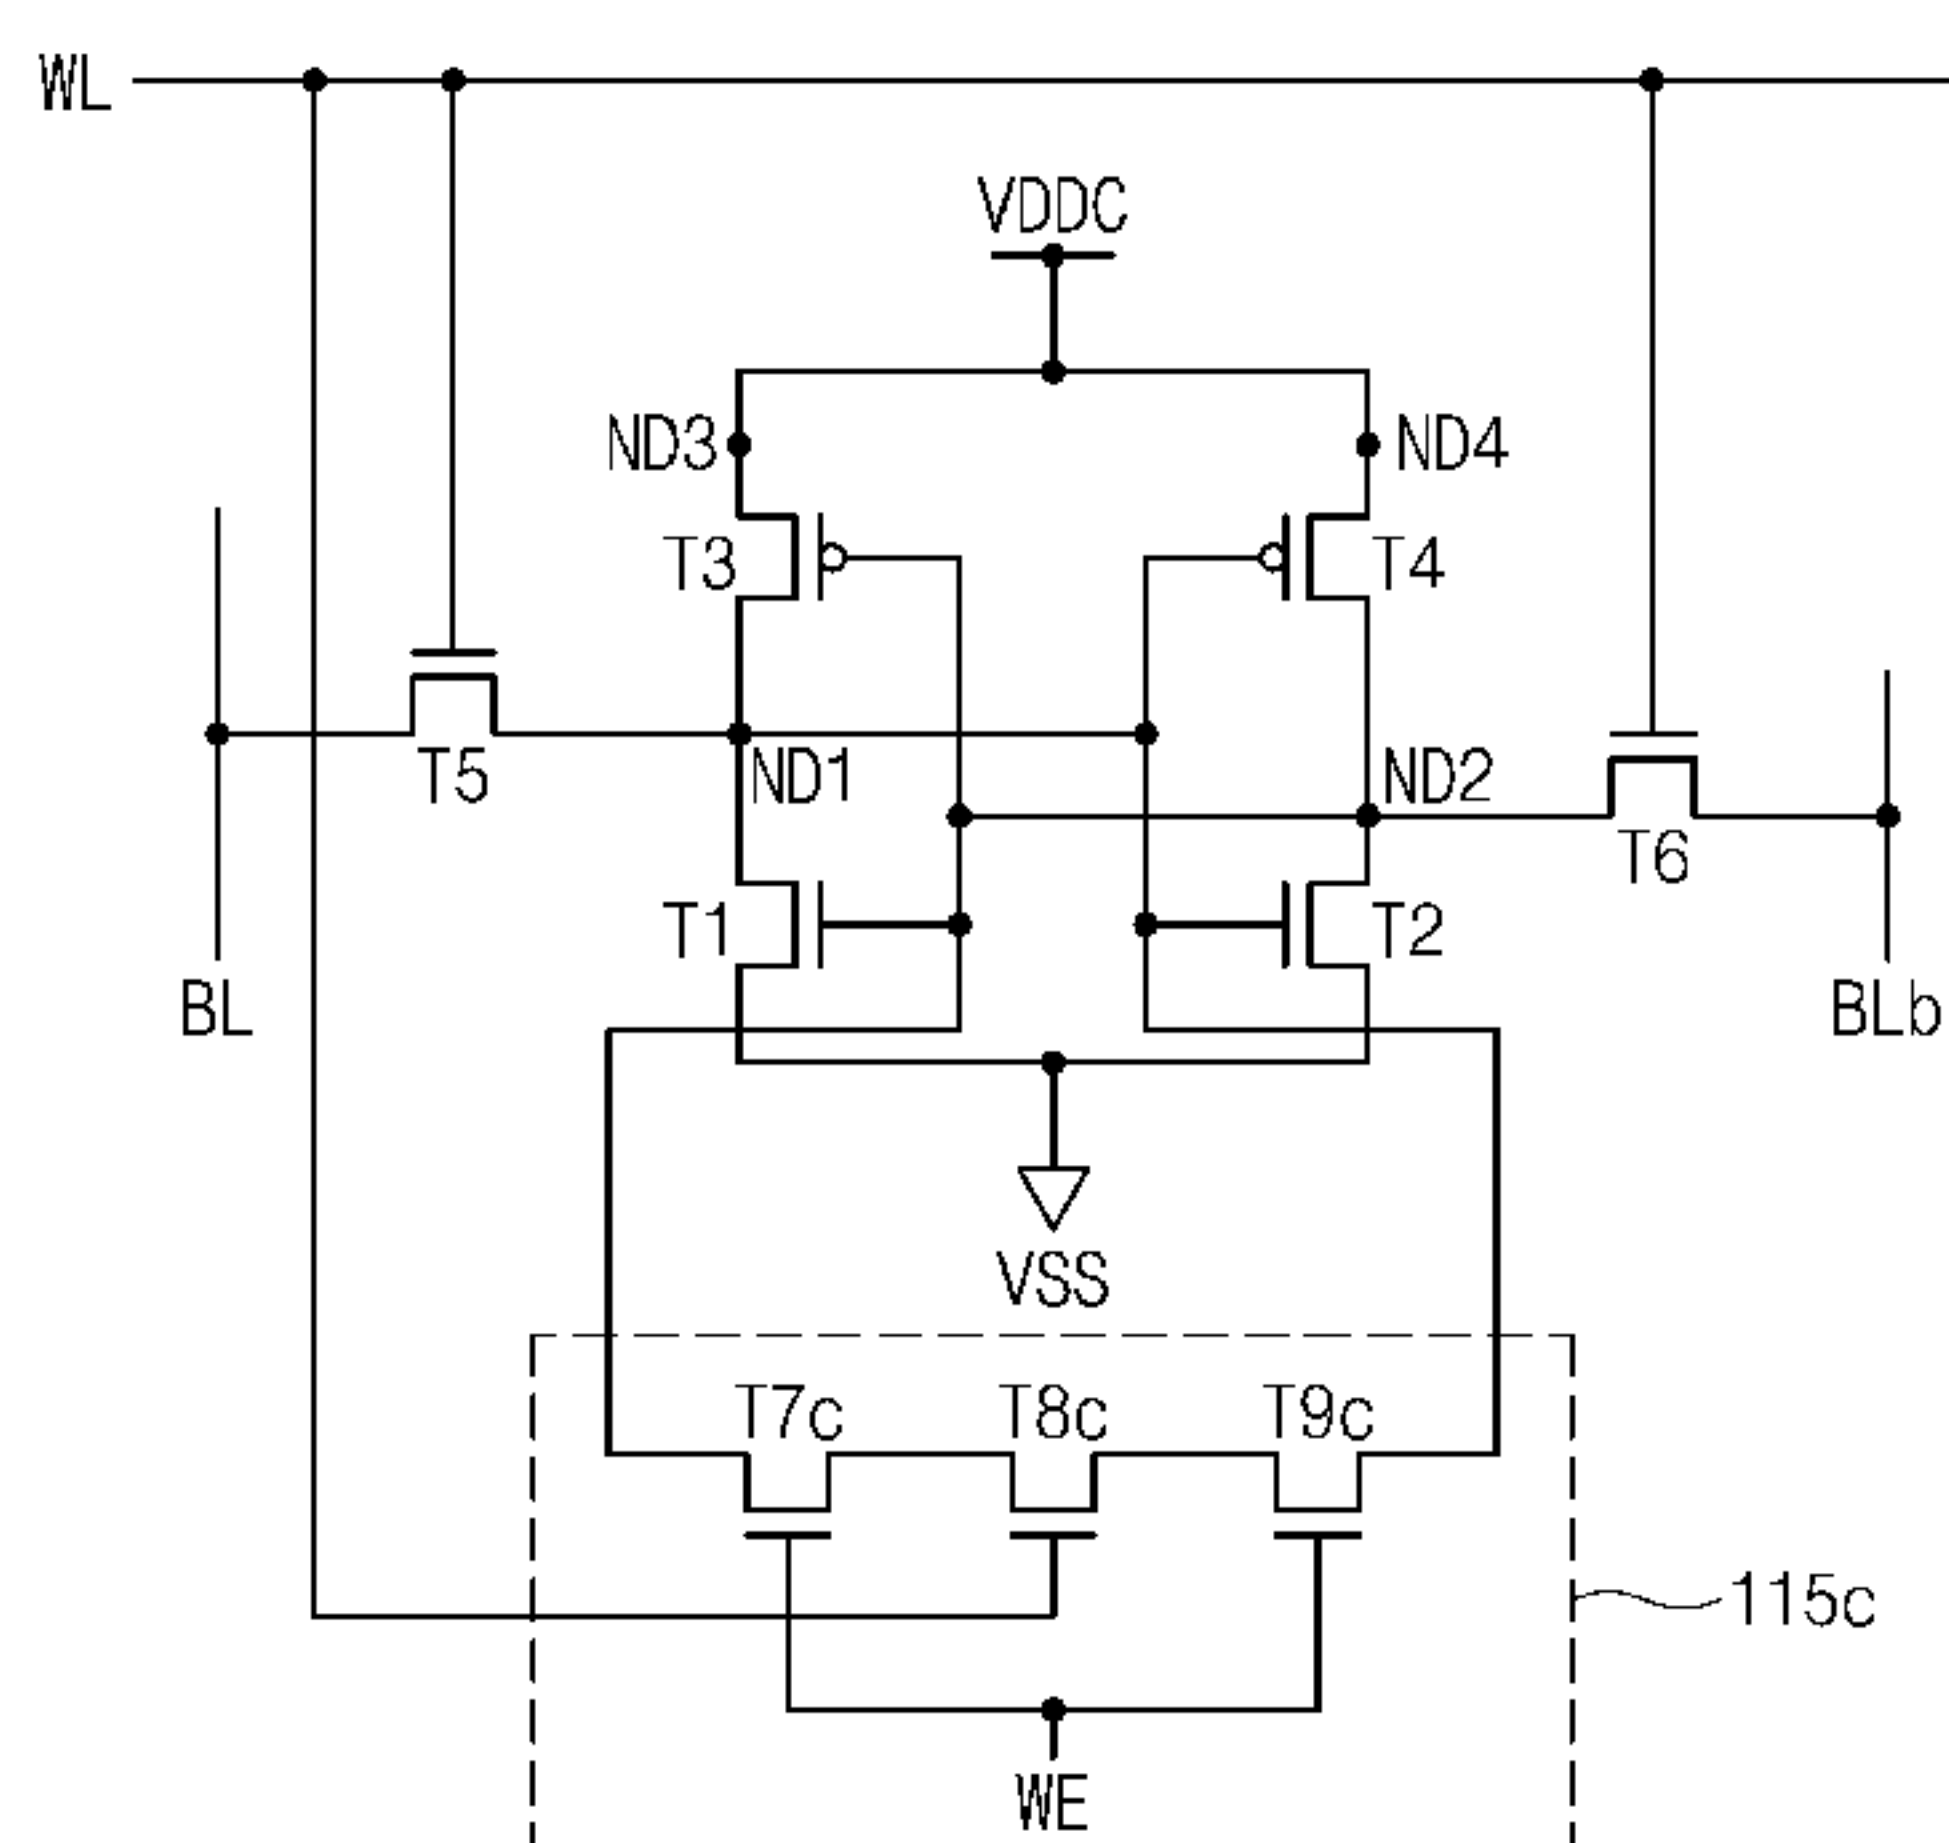 WL
VDDC
ND3
ND4
T3
T4
T5
ND1
ND2
T6
T1
T2
BL
BLb
VSS
T7c
T8c
T9c
115c
WE